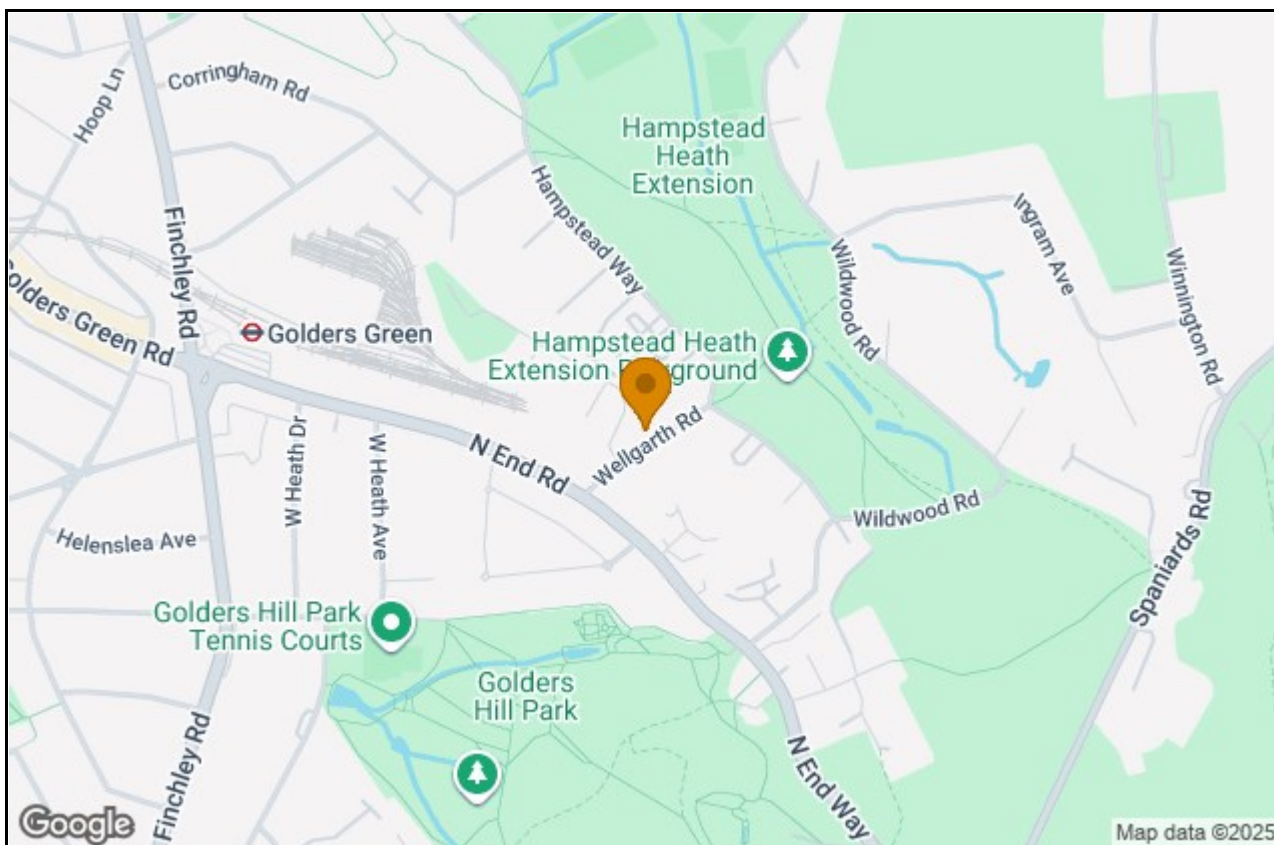 Hoop Ln
Corringham Rd
Finchley Rd
Golders Green Rd
Golders Green
Hampstead Way
Hampstead
Heath
Extension
Wildwood Rd
Ingram Ave
Winnington Rd
Hampstead Heath
Extension
ground
Wellgarth Rd
N End Rd
W Heath Dr
W Heath Ave
Helenslea Ave
Wildwood Rd
Spaniards Rd
Golders Hill Park
Tennis Courts
Golders
Hill Park
Finchley Rd
N End Way
Google
Map data ©2025